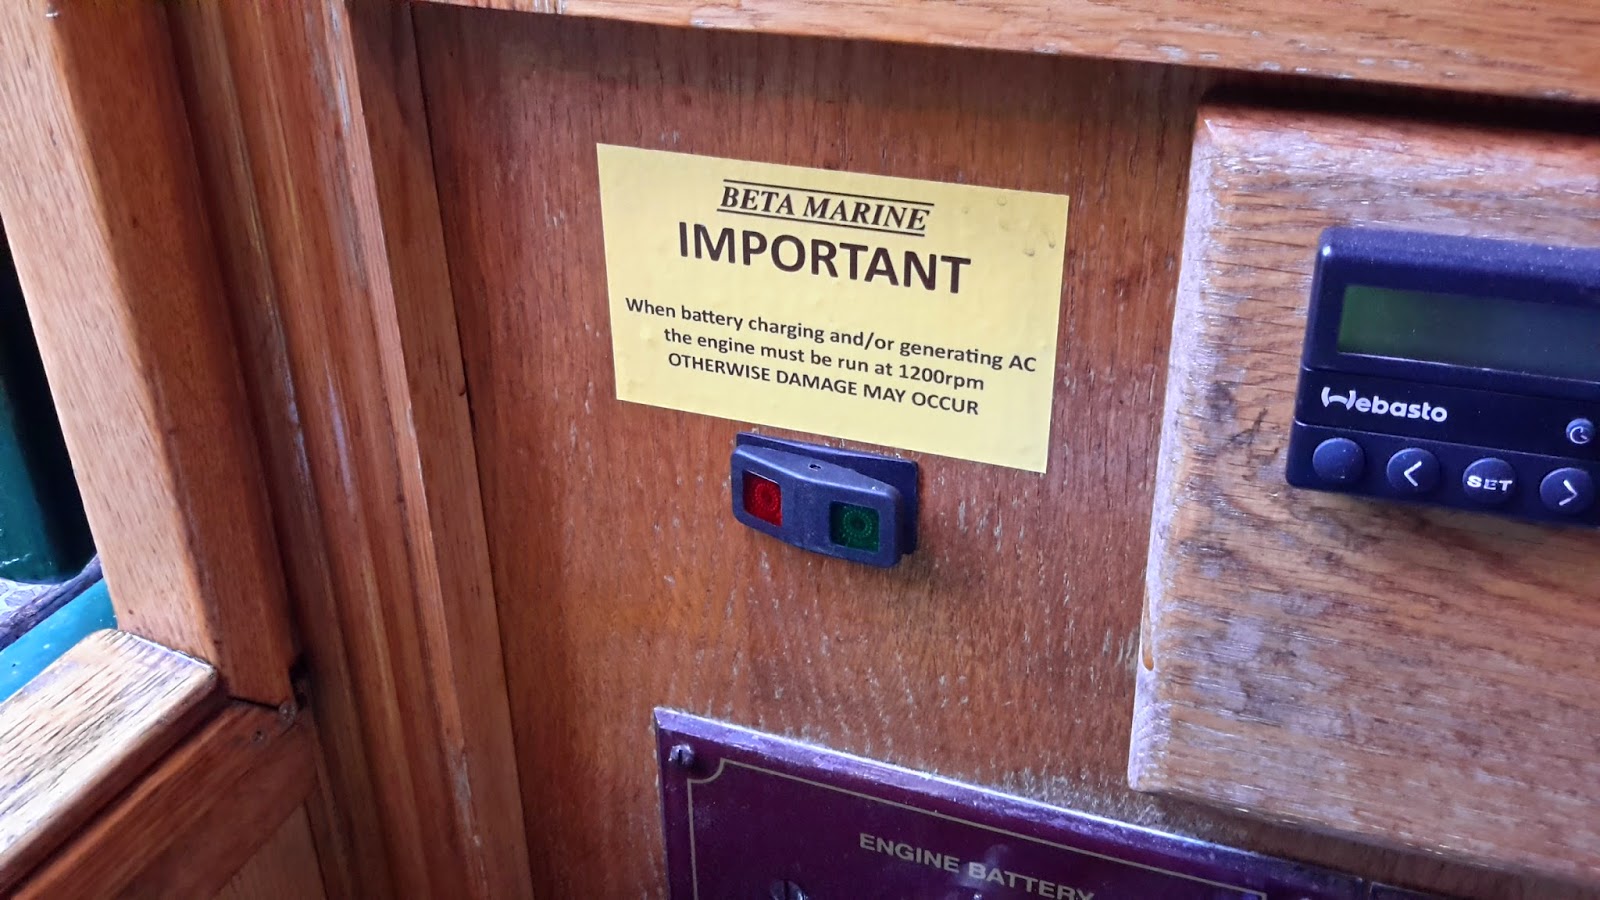 BETA MARINE
IMPORTANT
When battery charging and/or generating AC
the engine must be run at 1200rpm
OTHERWISE DAMAGE MAY OCCUR
Webasto
< SET >
ENGINE BATTERY